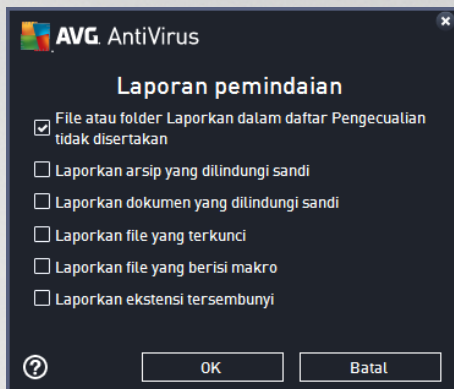 AVG. AntiVirus
Laporan pemindaian
File atau folder Laporkan dalam daftar Pengecualian
tidak disertakan
Laporkan arsip yang dilindungi sandi
Laporkan dokumen yang dilindungi sandi
Laporkan file yang terkunci
Laporkan file yang berisi makro
Laporkan ekstensi tersembunyi
OK
Batal